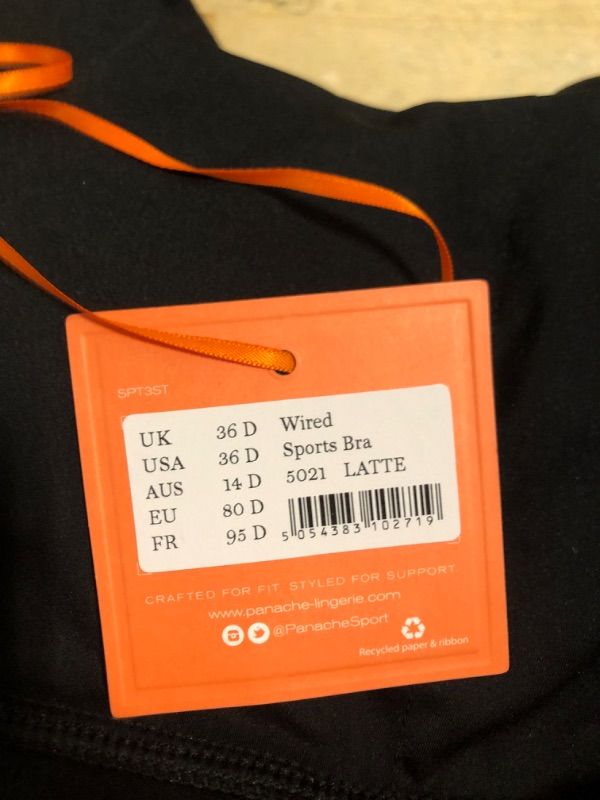 SPT3ST
UK 36 D Wired
USA 36 D Sports Bra
AUS 14 D 5021 LATTE
EU 80 D
FR 95 D 5 054383 102719
CRAFTED FOR FIT. STYLED FOR SUPPORT.
www.panache-lingerie.com
@PanacheSport
Recycled paper & ribbon